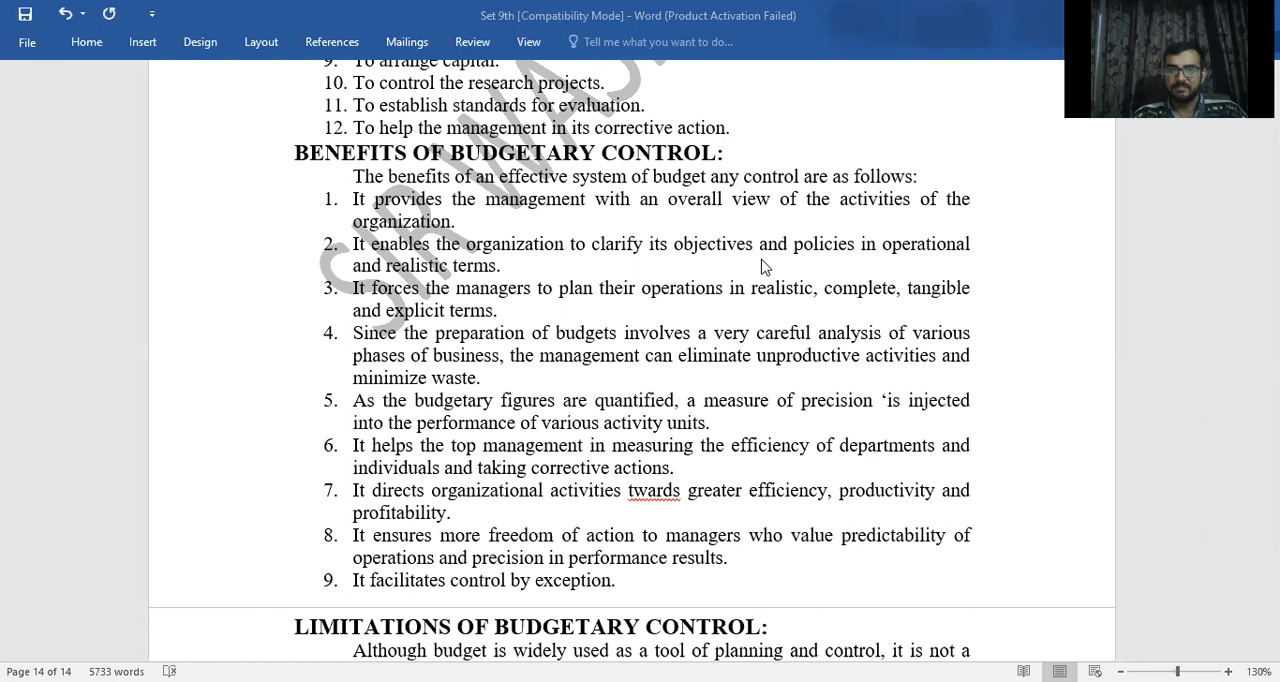 Set 9th [Compatibility Mode] - Word (Product Activation Failed)
File Home Insert Design Layout References Mailings Review View Tell me what you want to do...
9. To arrange capital.
10. To control the research projects.
11. To establish standards for evaluation.
12. To help the management in its corrective action.
BENEFITS OF BUDGETARY CONTROL:
The benefits of an effective system of budget any control are as follows:
1. It provides the management with an overall view of the activities of the
organization.
2. It enables the organization to clarify its objectives and policies in operational
and realistic terms.
3. It forces the managers to plan their operations in realistic, complete, tangible
and explicit terms.
4. Since the preparation of budgets involves a very careful analysis of various
phases of business, the management can eliminate unproductive activities and
minimize waste.
5. As the budgetary figures are quantified, a measure of precision ‘is injected
into the performance of various activity units.
6. It helps the top management in measuring the efficiency of departments and
individuals and taking corrective actions.
7. It directs organizational activities twards greater efficiency, productivity and
profitability.
8. It ensures more freedom of action to managers who value predictability of
operations and precision in performance results.
9. It facilitates control by exception.
LIMITATIONS OF BUDGETARY CONTROL:
Although budget is widely used as a tool of planning and control, it is not a
SIR WAS
Page 14 of 14 5733 words 130%